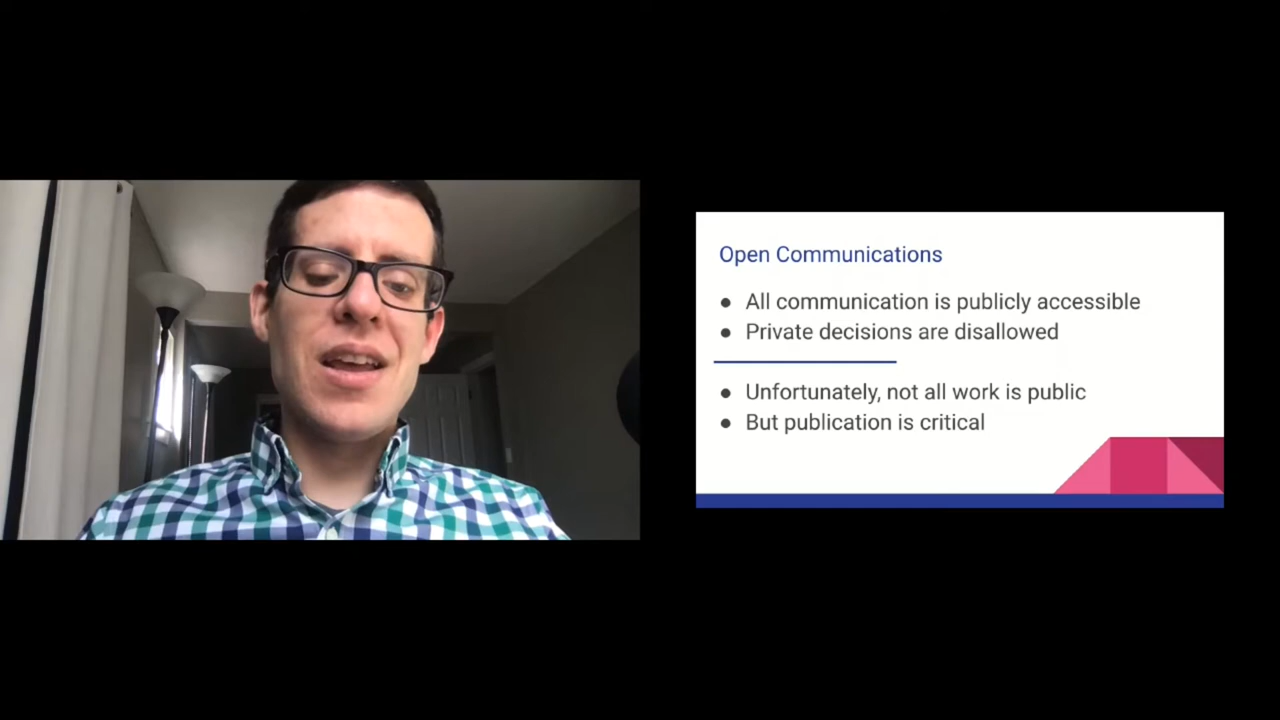 Open Communications
● All communication is publicly accessible
● Private decisions are disallowed
● Unfortunately, not all work is public
● But publication is critical